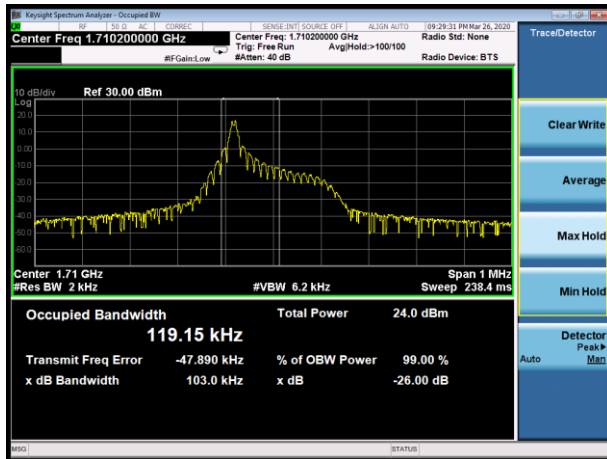 Keysight Spectrum Analyzer - Occupied BW
RF 50 Ω AC CORREC SENSE:INT SOURCE OFF ALIGN AUTO 09:29:31 PM Mar 26, 2020
Center Freq 1.710200000 GHz
Center Freq: 1.710200000 GHz
Radio Std: None
Trig: Free Run Avg|Hold:>100/100
#IFGain:Low #Atten: 40 dB Radio Device: BTS
Trace/Detector
10 dB/div Ref 30.00 dBm
Log
20.0
10.0
0.00
-10.0
-20.0
-30.0
-40.0
-50.0
-60.0
Center 1.71 GHz Span 1 MHz
#Res BW 2 kHz #VBW 6.2 kHz Sweep 238.4 ms
Occupied Bandwidth Total Power 24.0 dBm
119.15 kHz
Transmit Freq Error -47.890 kHz % of OBW Power 99.00 %
x dB Bandwidth 103.0 kHz x dB -26.00 dB
Clear Write
Average
Max Hold
Min Hold
Detector
Peak▶
Auto Man
MSG STATUS